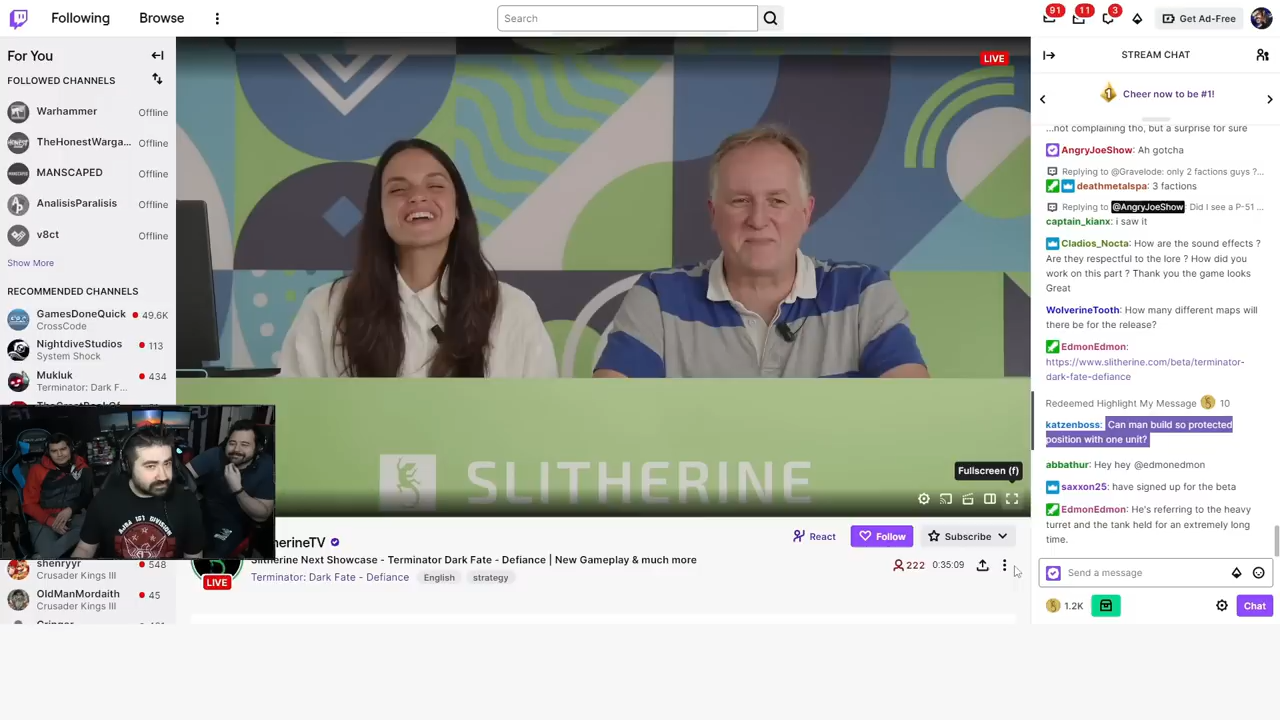 Following
Browse
Search
91
11
3
Get Ad-Free
For You
FOLLOWED CHANNELS
Warhammer
Offline
TheHonestWarga...
Offline
MANSCAPED
Offline
AnalisisParalisis
Offline
v8ct
Offline
Show More
RECOMMENDED CHANNELS
GamesDoneQuick
49.6K
CrossCode
NightdiveStudios
113
System Shock
Mukluk
434
Terminator: Dark F...
shenryyr
548
Crusader Kings III
OldManMordaith
45
Crusader Kings III
LIVE
SLITHERINE
Fullscreen (f)
React
Follow
Subscribe
Slitherine Next Showcase - Terminator Dark Fate - Defiance | New Gameplay & much more
LIVE
Terminator: Dark Fate - Defiance
English
strategy
222
0:35:09
STREAM CHAT
Cheer now to be #1!
...not complaining tho, but a surprise for sure
AngryJoeShow: Ah gotcha
Replying to @Gravelode: only 2 factions guys ?...
deathmetalspa: 3 factions
Replying to @AngryJoeShow: Did I see a P-51 ...
captain_kianx: i saw it
Cladios_Nocta: How are the sound effects ?
Are they respectful to the lore ? How did you
work on this part ? Thank you the game looks
Great
WolverineTooth: How many different maps will
there be for the release?
EdmonEdmon:
https://www.slitherine.com/beta/terminator-
dark-fate-defiance
Redeemed Highlight My Message 10
katzenboss: Can man build so protected
position with one unit?
abbathur: Hey hey @edmonedmon
saxxon25: have signed up for the beta
EdmonEdmon: He's referring to the heavy
turret and the tank held for an extremely long
time.
Send a message
1.2K
Chat